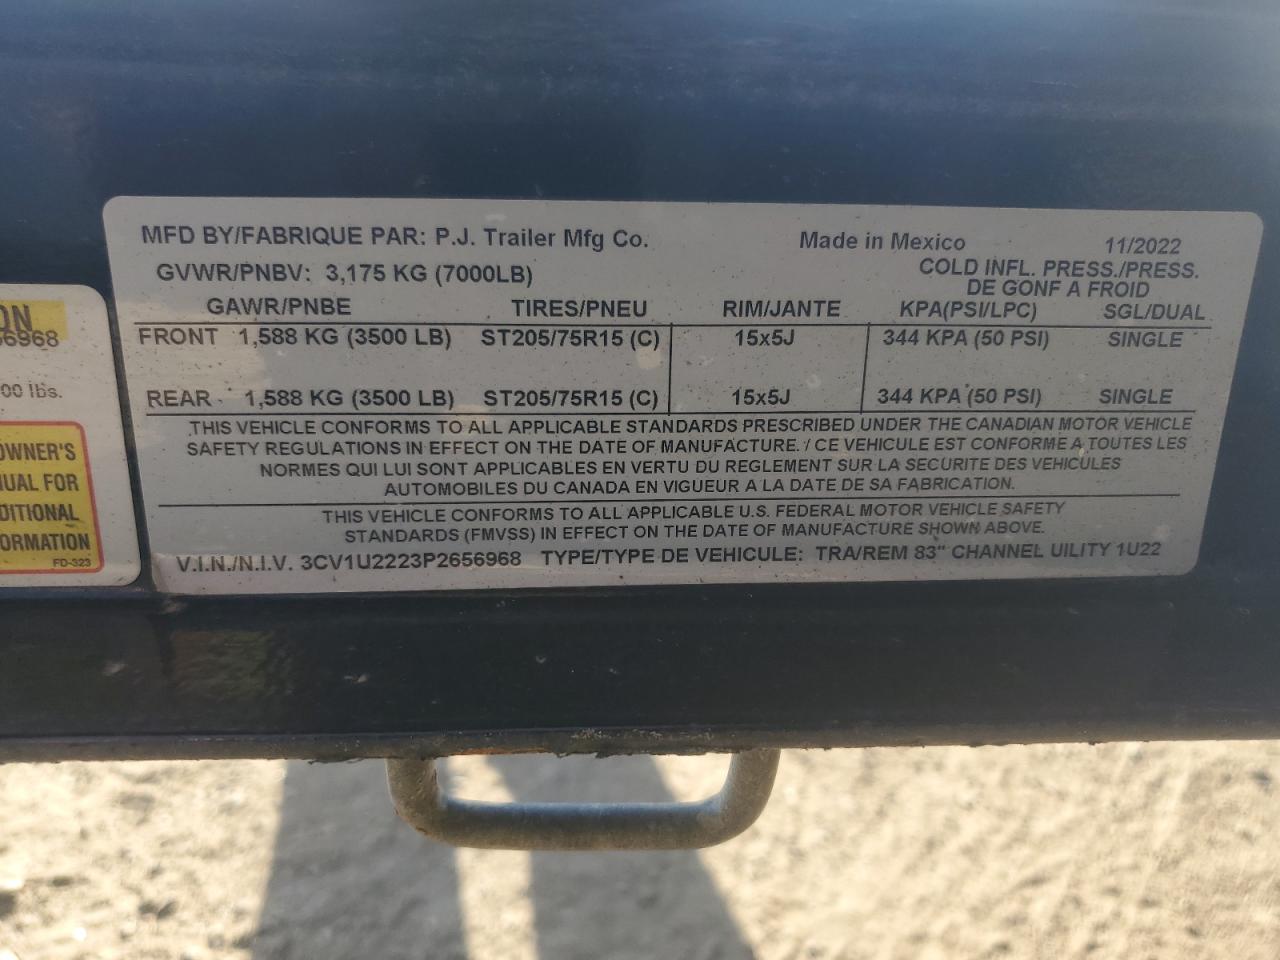 MFD BY/FABRIQUE PAR: P.J. Trailer Mfg Co. Made in Mexico 11/2022
GVWR/PNBV: 3,175 KG (7000LB) COLD INFL. PRESS./PRESS.
DE GONF A FROID
GAWR/PNBE TIRES/PNEU RIM/JANTE KPA(PSI/LPC) SGL/DUAL
FRONT 1,588 KG (3500 LB) ST205/75R15 (C) 15x5J 344 KPA (50 PSI) SINGLE
REAR 1,588 KG (3500 LB) ST205/75R15 (C) 15x5J 344 KPA (50 PSI) SINGLE
THIS VEHICLE CONFORMS TO ALL APPLICABLE STANDARDS PRESCRIBED UNDER THE CANADIAN MOTOR VEHICLE
SAFETY REGULATIONS IN EFFECT ON THE DATE OF MANUFACTURE. / CE VEHICULE EST CONFORME A TOUTES LES
NORMES QUI LUI SONT APPLICABLES EN VERTU DU REGLEMENT SUR LA SECURITE DES VEHICULES
AUTOMOBILES DU CANADA EN VIGUEUR A LA DATE DE SA FABRICATION.
THIS VEHICLE CONFORMS TO ALL APPLICABLE U.S. FEDERAL MOTOR VEHICLE SAFETY
STANDARDS (FMVSS) IN EFFECT ON THE DATE OF MANUFACTURE SHOWN ABOVE.
V.I.N./N.I.V. 3CV1U2223P2656968 TYPE/TYPE DE VEHICULE: TRA/REM 83" CHANNEL UILITY 1U22
ON
56968
00 lbs.
OWNER'S
UAL FOR
DITIONAL
ORMATION
FD-323